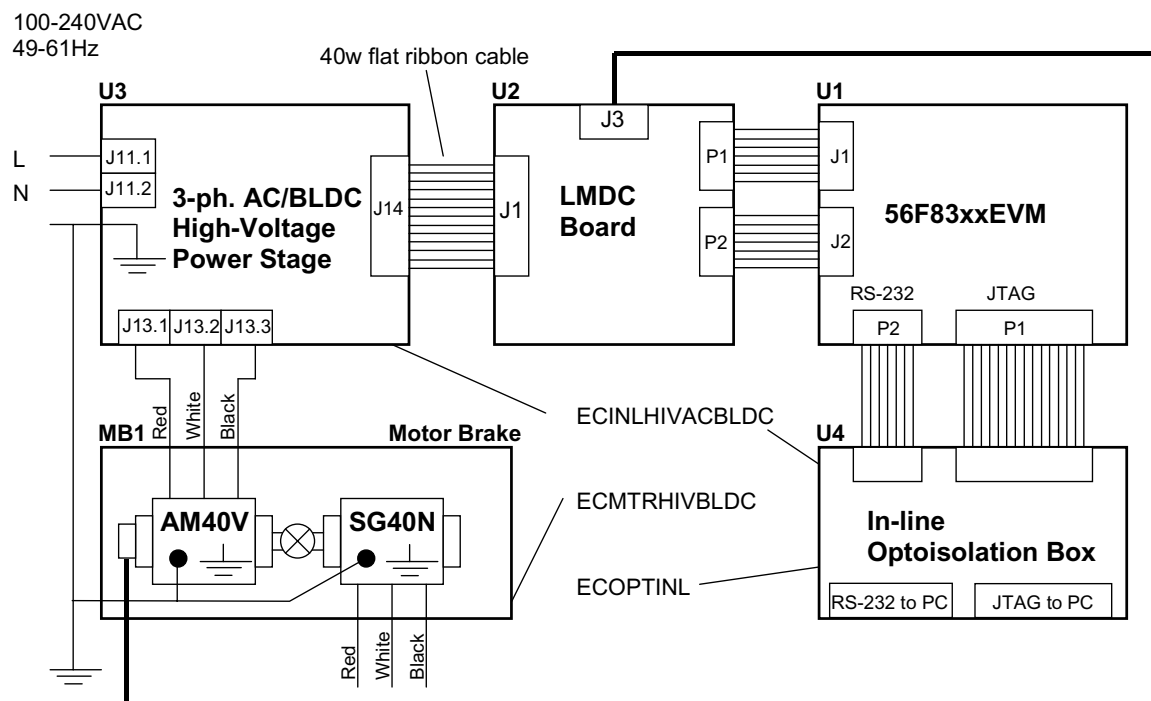 100-240VAC
49-61Hz
40w flat ribbon cable
U3
U2
U1
L
N
J11.1
J11.2
3-ph. AC/BLDC
High-Voltage
Power Stage
J14
J13.1
J13.2
J13.3
J1
J3
LMDC
Board
P1
P2
J1
J2
56F83xxEVM
RS-232
JTAG
P2
P1
Red
White
Black
ECINLHIVACBLDC
ECMTRHIVBLDC
ECOPTINL
MB1
Motor Brake
AM40V
SG40N
Red
White
Black
U4
In-line
Optoisolation Box
RS-232 to PC
JTAG to PC